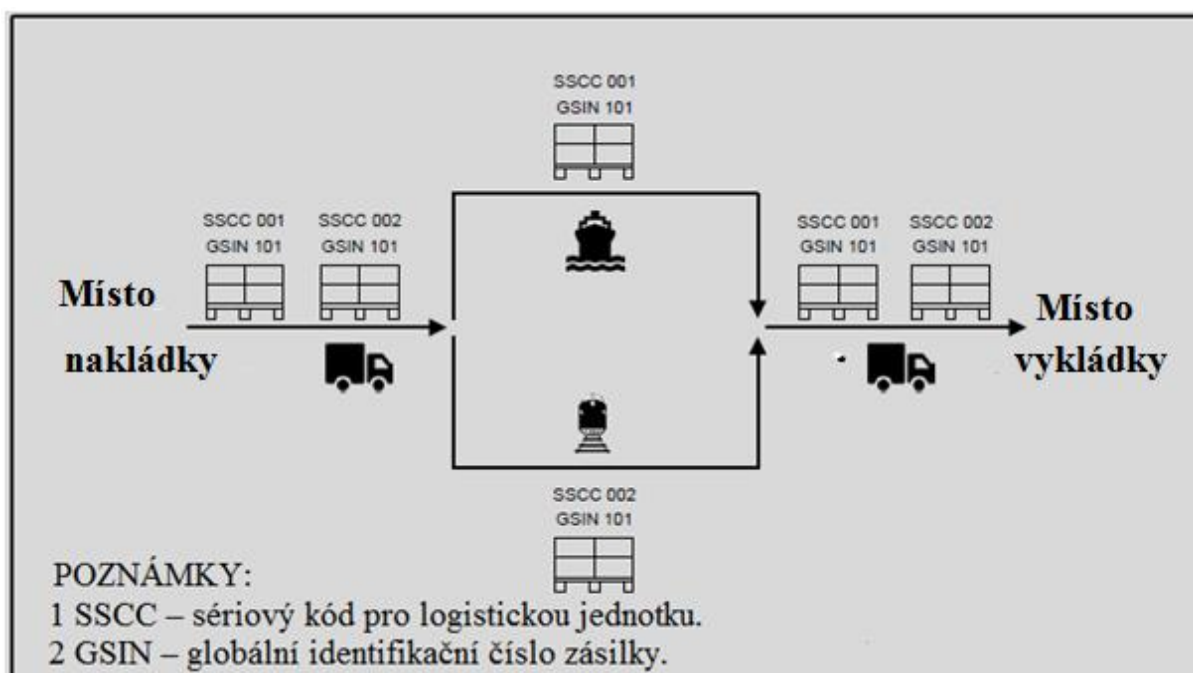 SSCC 001
GSIN 101
SSCC 001
GSIN 101
SSCC 002
GSIN 101
SSCC 001
GSIN 101
SSCC 002
GSIN 101
Místo
nakládky
Místo
vykládky
SSCC 002
GSIN 101
POZNÁMKY:
1 SSCC – sériový kód pro logistickou jednotku.
2 GSIN – globální identifikační číslo zásilky.